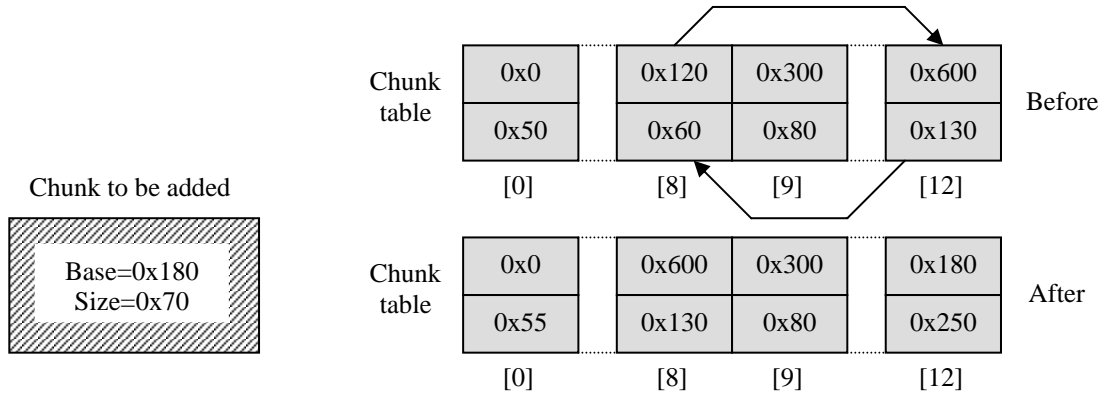 Chunk table
0x0 0x120 0x300 0x600
0x50 0x60 0x80 0x130
Before
[0] [8] [9] [12]
Chunk to be added
Base=0x180
Size=0x70
Chunk table
0x0 0x600 0x300 0x180
0x55 0x130 0x80 0x250
After
[0] [8] [9] [12]